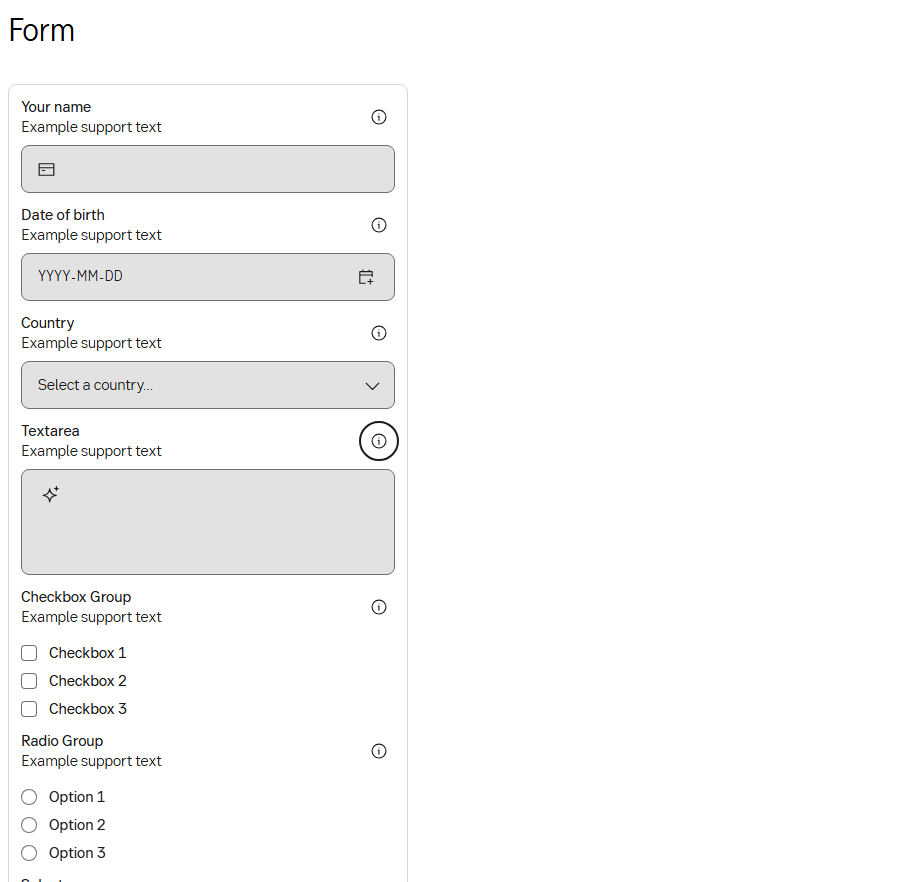 Form
Your name
Example support text
Date of birth
Example support text
YYYY-MM-DD
Country
Example support text
Select a country...
Textarea
Example support text
Checkbox Group
Example support text
Checkbox 1
Checkbox 2
Checkbox 3
Radio Group
Example support text
Option 1
Option 2
Option 3